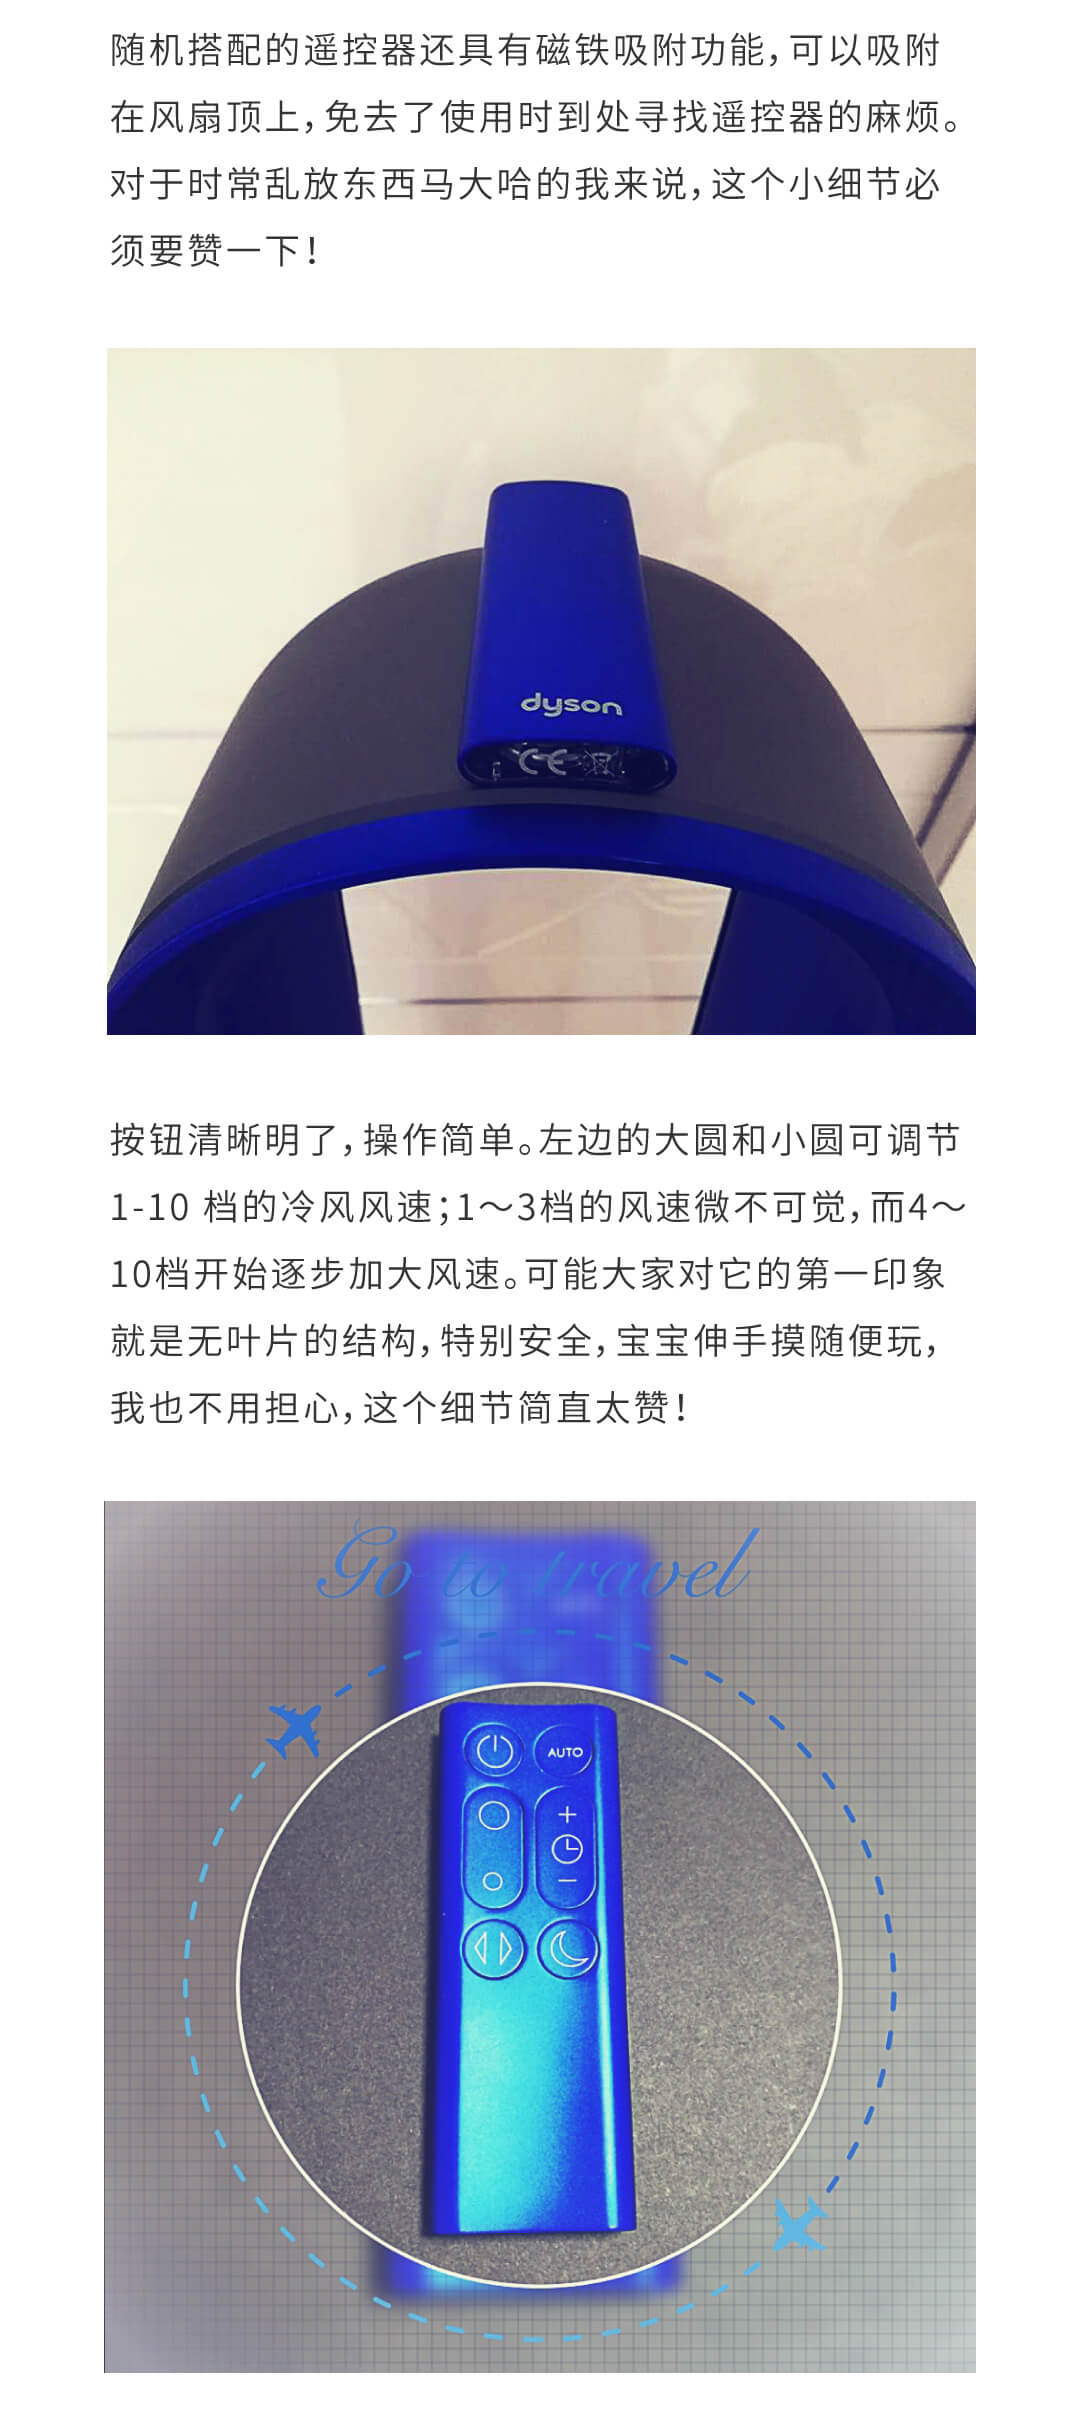 随机搭配的遥控器还具有磁铁吸附功能，可以吸附
在风扇顶上，免去了使用时到处寻找遥控器的麻烦。
对于时常乱放东西马大哈的我来说，这个小细节必
须要赞一下！
dyson
CE
按钮清晰明了，操作简单。左边的大圆和小圆可调节
1-10 档的冷风风速；1～3档的风速微不可觉，而4～
10档开始逐步加大风速。可能大家对它的第一印象
就是无叶片的结构，特别安全，宝宝伸手摸随便玩，
我也不用担心，这个细节简直太赞！
Go to travel
AUTO